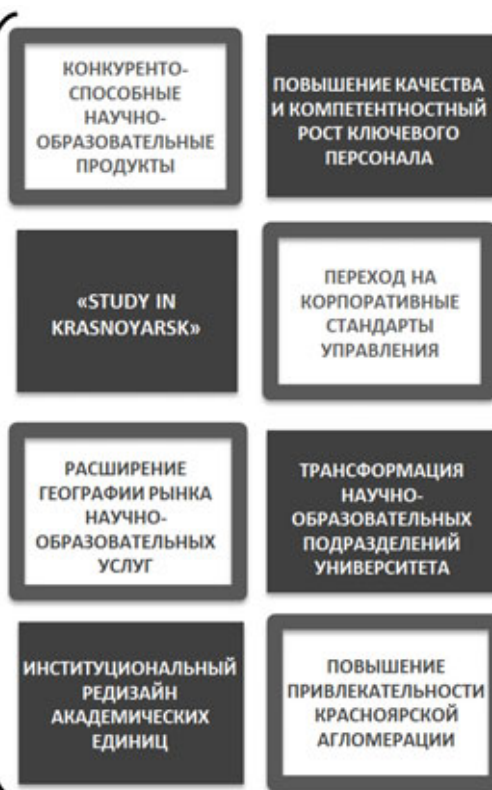 КОНКУРЕНТО-
СПОСОБНЫЕ
НАУЧНО-
ОБРАЗОВАТЕЛЬНЫЕ
ПРОДУКТЫ
ПОВЫШЕНИЕ КАЧЕСТВА
И КОМПЕТЕНТНОСТНЫЙ
РОСТ КЛЮЧЕВОГО
ПЕРСОНАЛА
«STUDY IN
KRASNOYARSK»
ПЕРЕХОД НА
КОРПОРАТИВНЫЕ
СТАНДАРТЫ
УПРАВЛЕНИЯ
РАСШИРЕНИЕ
ГЕОГРАФИИ РЫНКА
НАУЧНО-
ОБРАЗОВАТЕЛЬНЫХ
УСЛУГ
ТРАНСФОРМАЦИЯ
НАУЧНО-
ОБРАЗОВАТЕЛЬНЫХ
ПОДРАЗДЕЛЕНИЙ
УНИВЕРСИТЕТА
ИНСТИТУЦИОНАЛЬНЫЙ
РЕДИЗАЙН
АКАДЕМИЧЕСКИХ
ЕДИНИЦ
ПОВЫШЕНИЕ
ПРИВЛЕКАТЕЛЬНОСТИ
КРАСНОЯРСКОЙ
АГЛОМЕРАЦИИ